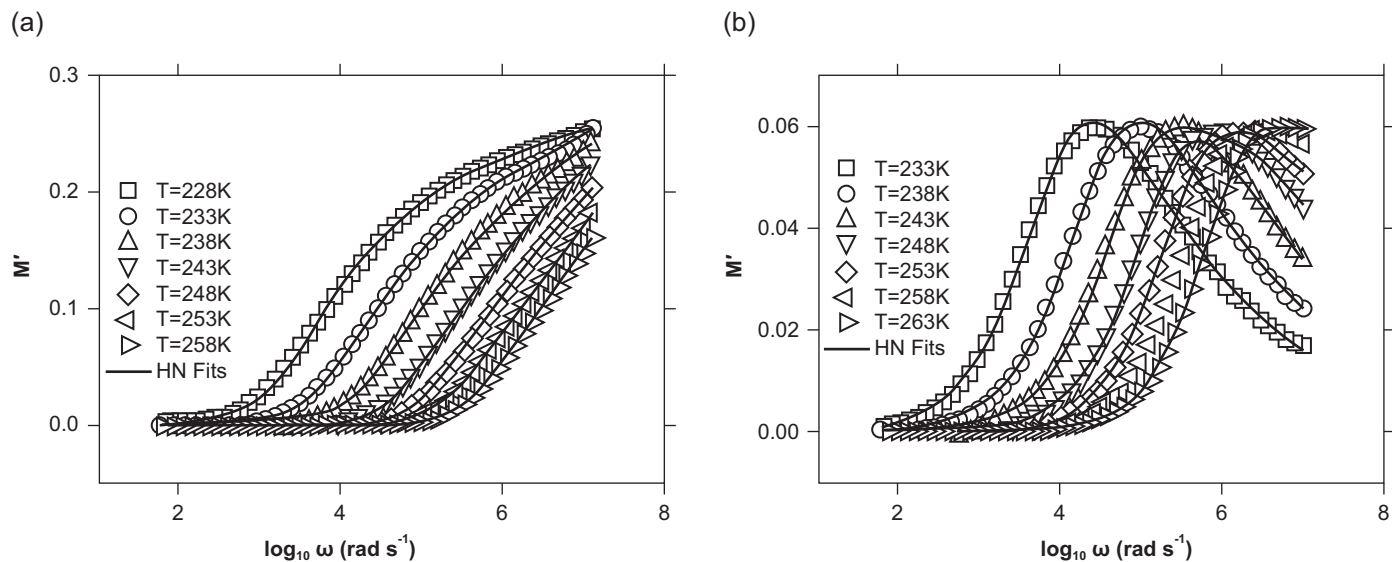 (a)
0.3
0.2
0.1
0.0
M′
T=228K
T=233K
T=238K
T=243K
T=248K
T=253K
T=258K
HN Fits
2 4 6 8
log₁₀ ω (rad s⁻¹)
(b)
0.06
0.04
0.02
0.00
M′
T=233K
T=238K
T=243K
T=248K
T=253K
T=258K
T=263K
HN Fits
2 4 6 8
log₁₀ ω (rad s⁻¹)